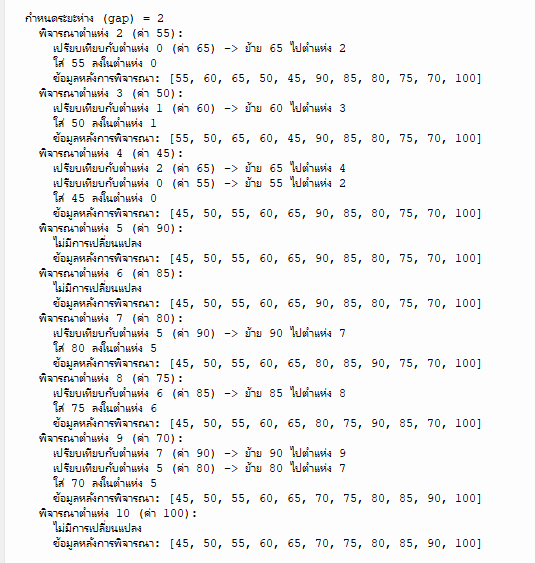 กำหนดระยะห่าง (gap) = 2
พิจารณาตำแหน่ง 2 (ค่า 55):
เปรียบเทียบกับตำแหน่ง 0 (ค่า 65) -> ย้าย 65 ไปตำแหน่ง 2
ใส่ 55 ลงในตำแหน่ง 0
ข้อมูลหลังการพิจารณา: [55, 60, 65, 50, 45, 90, 85, 80, 75, 70, 100]
พิจารณาตำแหน่ง 3 (ค่า 50):
เปรียบเทียบกับตำแหน่ง 1 (ค่า 60) -> ย้าย 60 ไปตำแหน่ง 3
ใส่ 50 ลงในตำแหน่ง 1
ข้อมูลหลังการพิจารณา: [55, 50, 65, 60, 45, 90, 85, 80, 75, 70, 100]
พิจารณาตำแหน่ง 4 (ค่า 45):
เปรียบเทียบกับตำแหน่ง 2 (ค่า 65) -> ย้าย 65 ไปตำแหน่ง 4
เปรียบเทียบกับตำแหน่ง 0 (ค่า 55) -> ย้าย 55 ไปตำแหน่ง 2
ใส่ 45 ลงในตำแหน่ง 0
ข้อมูลหลังการพิจารณา: [45, 50, 55, 60, 65, 90, 85, 80, 75, 70, 100]
พิจารณาตำแหน่ง 5 (ค่า 90):
ไม่มีการเปลี่ยนแปลง
ข้อมูลหลังการพิจารณา: [45, 50, 55, 60, 65, 90, 85, 80, 75, 70, 100]
พิจารณาตำแหน่ง 6 (ค่า 85):
ไม่มีการเปลี่ยนแปลง
ข้อมูลหลังการพิจารณา: [45, 50, 55, 60, 65, 90, 85, 80, 75, 70, 100]
พิจารณาตำแหน่ง 7 (ค่า 80):
เปรียบเทียบกับตำแหน่ง 5 (ค่า 90) -> ย้าย 90 ไปตำแหน่ง 7
ใส่ 80 ลงในตำแหน่ง 5
ข้อมูลหลังการพิจารณา: [45, 50, 55, 60, 65, 80, 85, 90, 75, 70, 100]
พิจารณาตำแหน่ง 8 (ค่า 75):
เปรียบเทียบกับตำแหน่ง 6 (ค่า 85) -> ย้าย 85 ไปตำแหน่ง 8
ใส่ 75 ลงในตำแหน่ง 6
ข้อมูลหลังการพิจารณา: [45, 50, 55, 60, 65, 80, 75, 90, 85, 70, 100]
พิจารณาตำแหน่ง 9 (ค่า 70):
เปรียบเทียบกับตำแหน่ง 7 (ค่า 90) -> ย้าย 90 ไปตำแหน่ง 9
เปรียบเทียบกับตำแหน่ง 5 (ค่า 80) -> ย้าย 80 ไปตำแหน่ง 7
ใส่ 70 ลงในตำแหน่ง 5
ข้อมูลหลังการพิจารณา: [45, 50, 55, 60, 65, 70, 75, 80, 85, 90, 100]
พิจารณาตำแหน่ง 10 (ค่า 100):
ไม่มีการเปลี่ยนแปลง
ข้อมูลหลังการพิจารณา: [45, 50, 55, 60, 65, 70, 75, 80, 85, 90, 100]